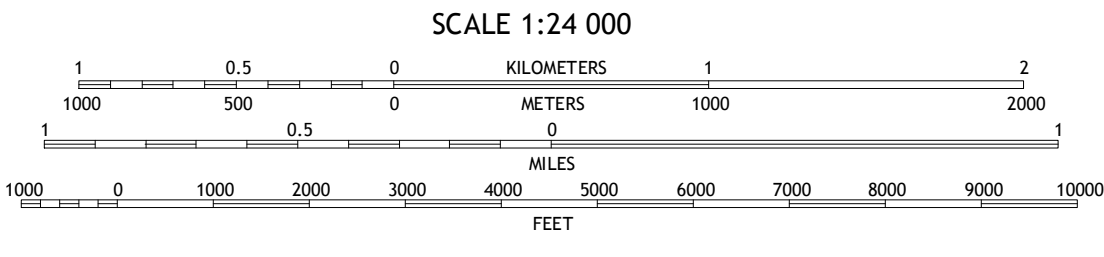 SCALE 1:24 000
1 0.5 0 KILOMETERS 1 2
1000 500 0 METERS 1000 2000
1 0.5 0 1
MILES
1000 0 1000 2000 3000 4000 5000 6000 7000 8000 9000 10000
FEET